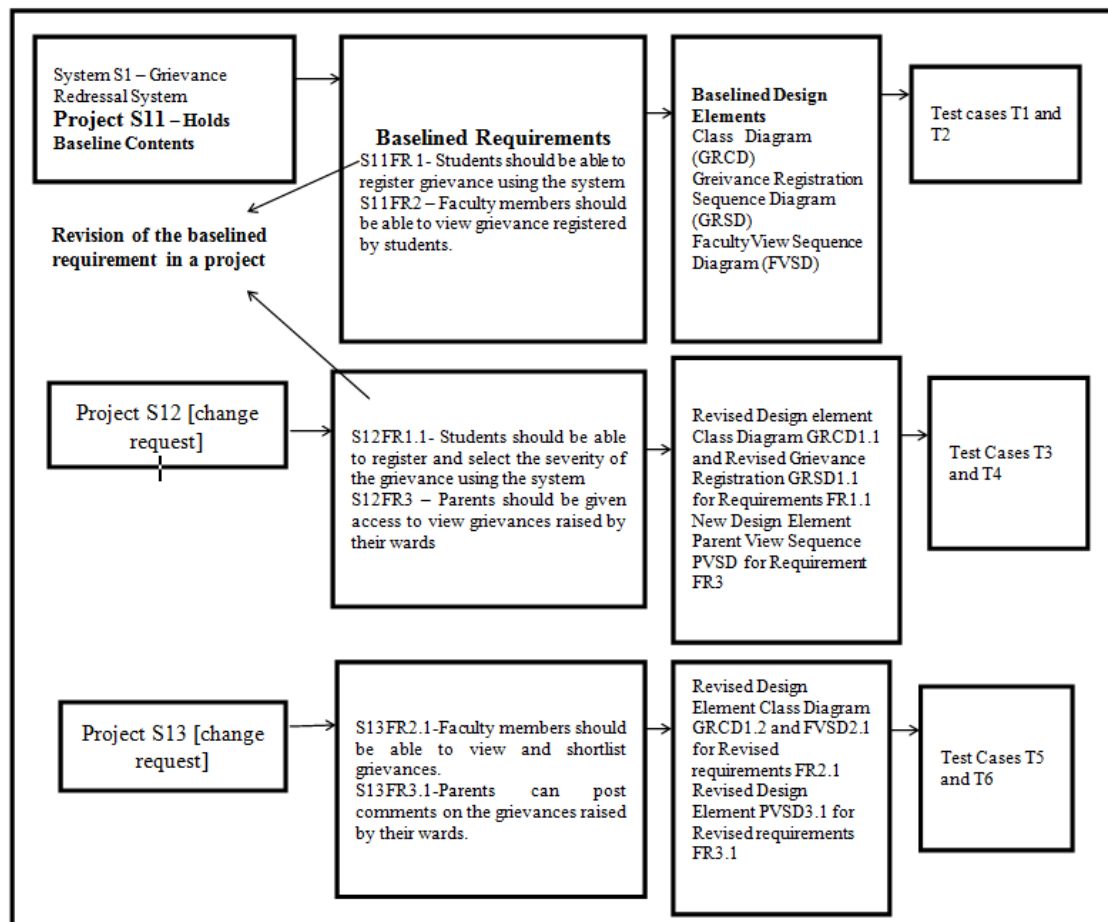 System S1 – Grievance
Redressal System
Project S11 – Holds
Baseline Contents
Baselined Requirements
S11FR 1- Students should be able to
register grievance using the system
S11FR2 – Faculty members should
be able to view grievance registered
by students.
Baselined Design
Elements
Class Diagram
(GRCD)
Greivance Registration
Sequence Diagram
(GRSD)
Faculty View Sequence
Diagram (FVSD)
Test cases T1 and
T2
Revision of the baselined
requirement in a project
Project S12 [change
request]
S12FR1.1- Students should be able
to register and select the severity of
the grievance using the system
S12FR3 – Parents should be given
access to view grievances raised by
their wards
Revised Design element
Class Diagram GRCD1.1
and Revised Grievance
Registration GRSD1.1
for Requirements FR1.1
New Design Element
Parent View Sequence
PVSD for Requirement
FR3
Test Cases T3
and T4
Project S13 [change
request]
S13FR2.1-Faculty members should
be able to view and shortlist
grievances.
S13FR3.1-Parents can post
comments on the grievances raised
by their wards.
Revised Design
Element Class Diagram
GRCD1.2 and FVSD2.1
for Revised
requirements FR2.1
Revised Design
Element PVSD3.1 for
Revised requirements
FR3.1
Test Cases T5
and T6